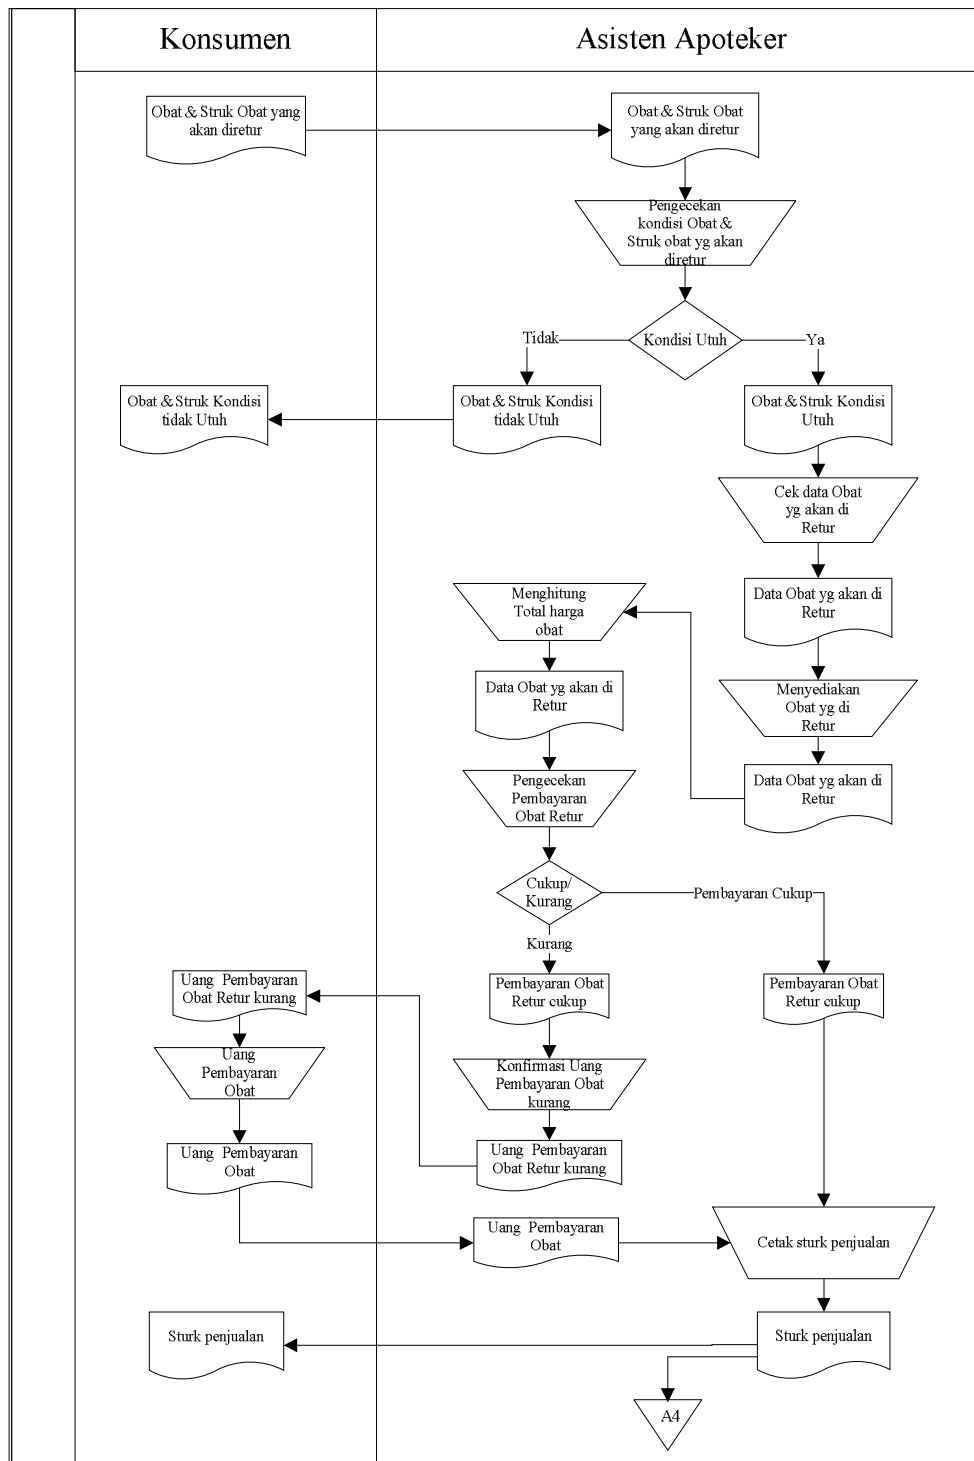 Konsumen
Asisten Apoteker
Obat & Struk Obat yang
akan diretur
Obat & Struk Obat
yang akan diretur
Pengecekan
kondisi Obat &
Struk obat yg akan
diretur
Kondisi Utuh
Tidak
Ya
Obat & Struk Kondisi
tidak Utuh
Obat & Struk Kondisi
tidak Utuh
Obat & Struk Kondisi
Utuh
Cek data Obat
yg akan di
Retur
Data Obat yg akan di
Retur
Menghitung
Total harga
obat
Data Obat yg akan di
Retur
Menyediakan
Obat yg di
Retur
Data Obat yg akan di
Retur
Pengecekan
Pembayaran
Obat Retur
Cukup/
Kurang
Pembayaran Cukup
Kurang
Uang Pembayaran
Obat Retur kurang
Pembayaran Obat
Retur cukup
Pembayaran Obat
Retur cukup
Uang
Pembayaran
Obat
Konfirmasi Uang
Pembayaran Obat
kurang
Uang Pembayaran
Obat
Uang Pembayaran
Obat Retur kurang
Uang Pembayaran
Obat
Cetak sturk penjualan
Sturk penjualan
Sturk penjualan
A4